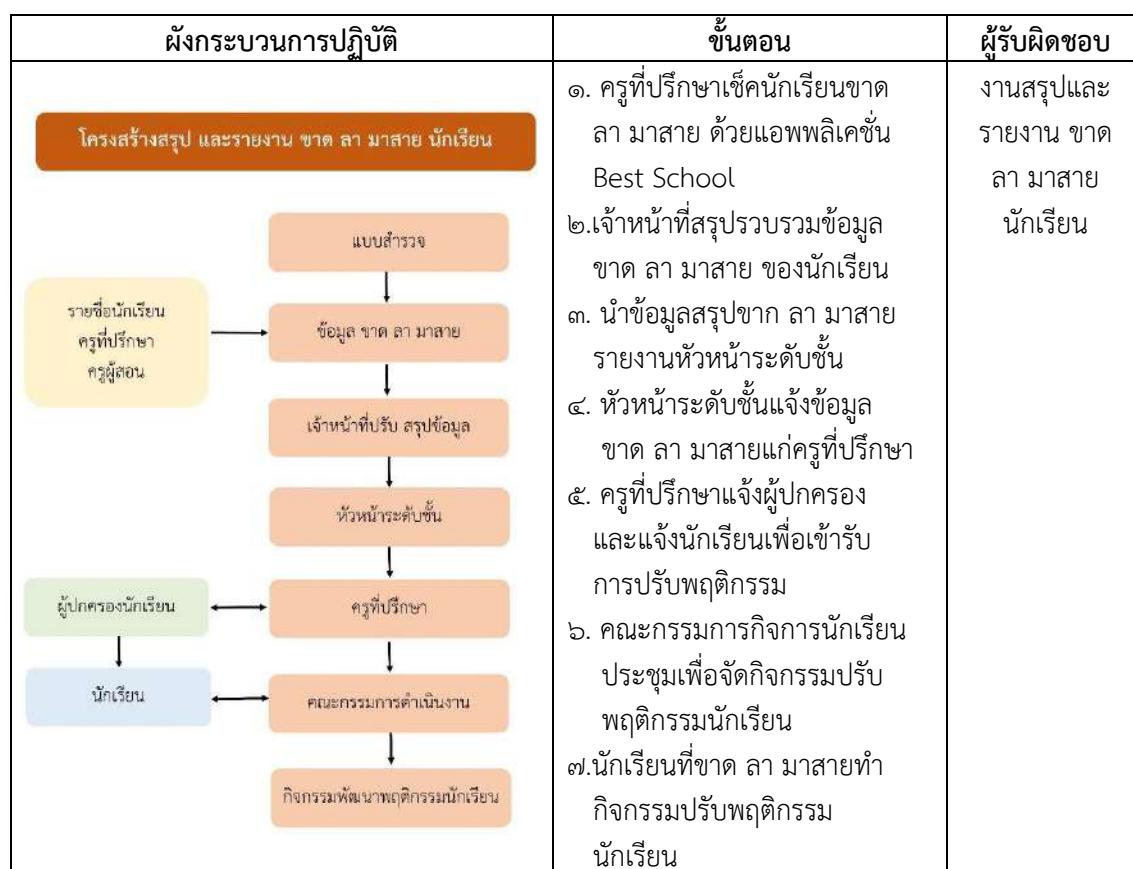 ผังกระบวนการปฏิบัติ
ขั้นตอน
ผู้รับผิดชอบ
โครงสร้างสรุป และรายงาน ขาด ลา มาสาย นักเรียน
แบบสำรวจ
รายชื่อนักเรียน
ครูที่ปรึกษา
ครูผู้สอน
ข้อมูล ขาด ลา มาสาย
เจ้าหน้าที่ปรับ สรุปข้อมูล
หัวหน้าระดับชั้น
ผู้ปกครองนักเรียน
ครูที่ปรึกษา
นักเรียน
คณะกรรมการดำเนินงาน
กิจกรรมพัฒนาพฤติกรรมนักเรียน
๑. ครูที่ปรึกษาเช็คนักเรียนขาด
ลา มาสาย ด้วยแอพพลิเคชั่น
Best School
๒.เจ้าหน้าที่สรุปรวบรวมข้อมูล
ขาด ลา มาสาย ของนักเรียน
๓. นำข้อมูลสรุปขาก ลา มาสาย
รายงานหัวหน้าระดับชั้น
๔. หัวหน้าระดับชั้นแจ้งข้อมูล
ขาด ลา มาสายแก่ครูที่ปรึกษา
๕. ครูที่ปรึกษาแจ้งผู้ปกครอง
และแจ้งนักเรียนเพื่อเข้ารับ
การปรับพฤติกรรม
๖. คณะกรรมการกิจการนักเรียน
ประชุมเพื่อจัดกิจกรรมปรับ
พฤติกรรมนักเรียน
๗.นักเรียนที่ขาด ลา มาสายทำ
กิจกรรมปรับพฤติกรรม
นักเรียน
งานสรุปและ
รายงาน ขาด
ลา มาสาย
นักเรียน